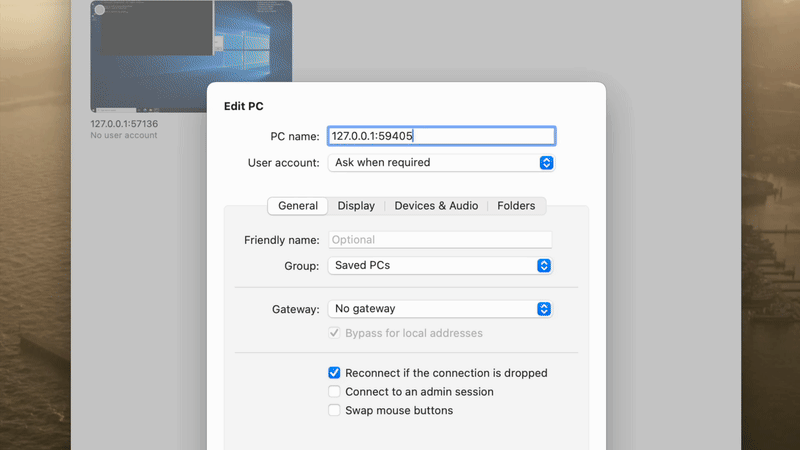 127.0.0.1:57136
No user account
Edit PC
PC name: 127.0.0.1:59405
User account: Ask when required
General Display Devices & Audio Folders
Friendly name: Optional
Group: Saved PCs
Gateway: No gateway
Bypass for local addresses
Reconnect if the connection is dropped
Connect to an admin session
Swap mouse buttons